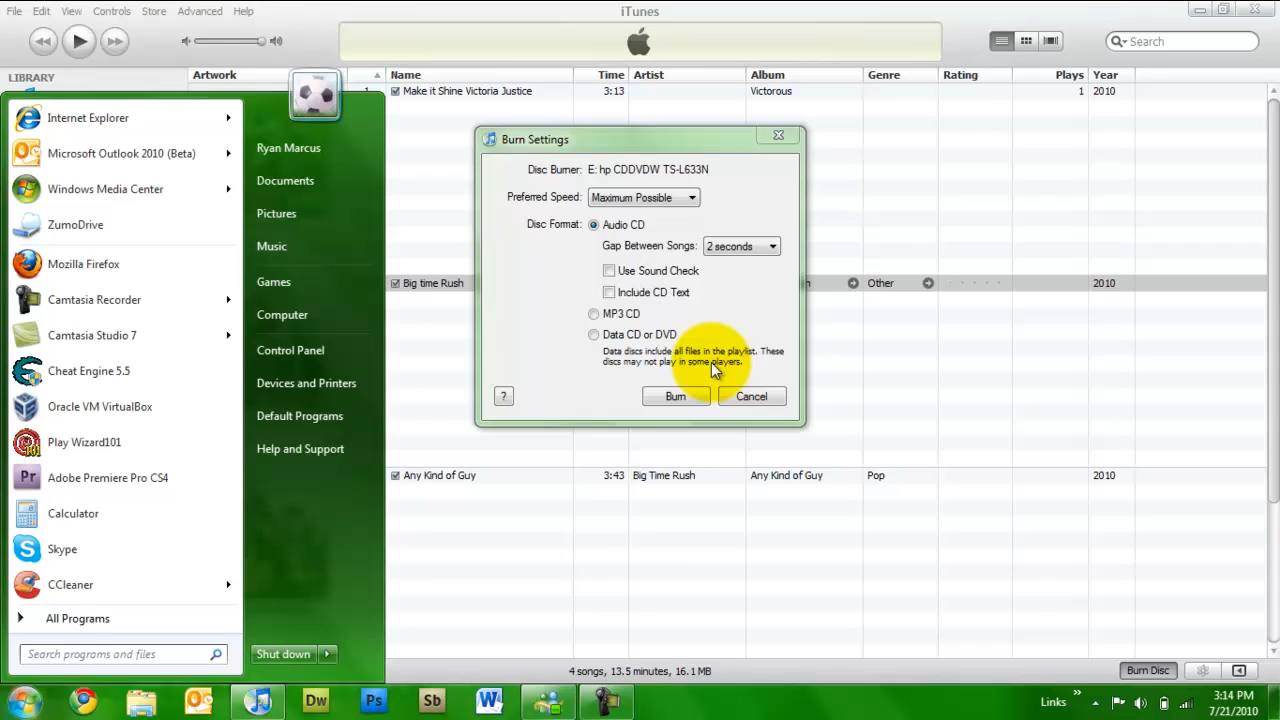 File Edit View Controls Store Advanced Help
iTunes
Search
LIBRARY
Artwork Name Time Artist Album Genre Rating Plays Year
1 Make it Shine Victoria Justice 3:13 Victorous 1 2010
Big time Rush Other 2010
Any Kind of Guy 3:43 Big Time Rush Any Kind of Guy Pop 2010
4 songs, 13.5 minutes, 16.1 MB
Burn Disc
Burn Settings
Disc Burner: E: hp CDDVDW TS-L633N
Preferred Speed: Maximum Possible
Disc Format: Audio CD
Gap Between Songs: 2 seconds
Use Sound Check
Include CD Text
MP3 CD
Data CD or DVD
Data discs include all files in the playlist. These
discs may not play in some players.
? Burn Cancel
Internet Explorer
Microsoft Outlook 2010 (Beta)
Windows Media Center
ZumoDrive
Mozilla Firefox
Camtasia Recorder
Camtasia Studio 7
Cheat Engine 5.5
Oracle VM VirtualBox
Play Wizard101
Adobe Premiere Pro CS4
Calculator
Skype
CCleaner
All Programs
Search programs and files
Ryan Marcus
Documents
Pictures
Music
Games
Computer
Control Panel
Devices and Printers
Default Programs
Help and Support
Shut down
Dw Ps Sb W
Links
3:14 PM
7/21/2010